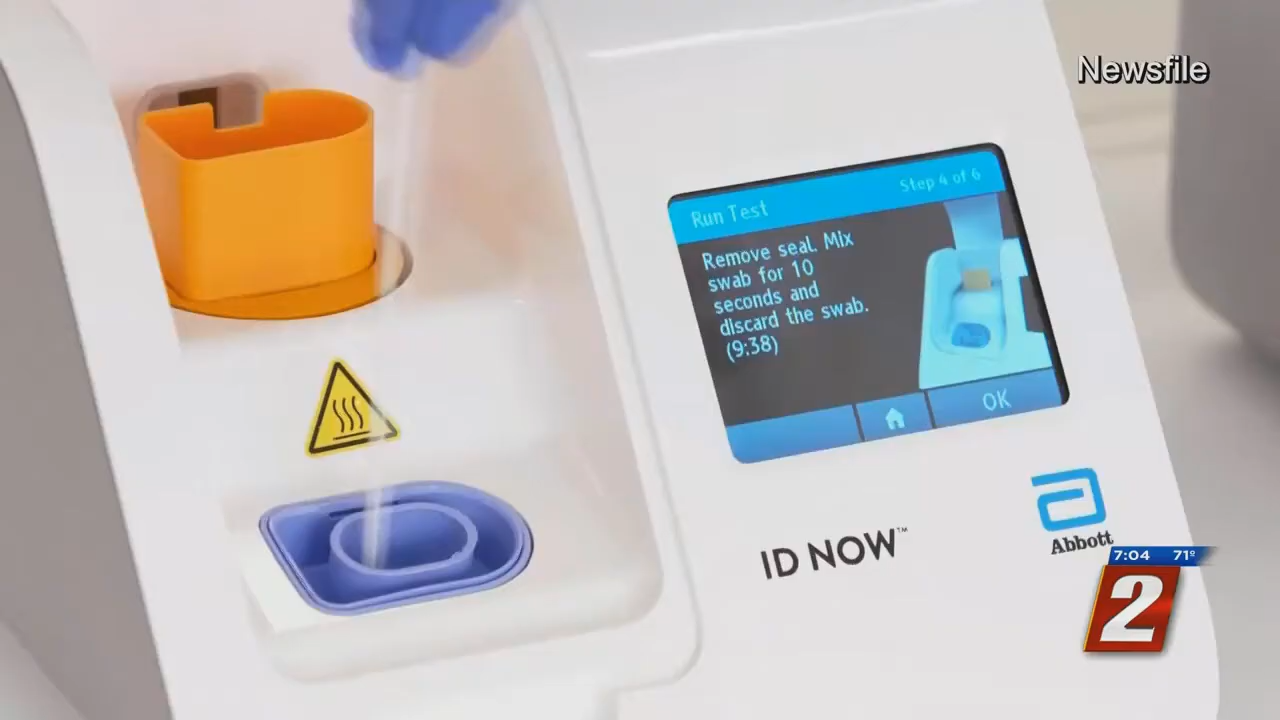 Newsfile
Step 4 of 6
Run Test
Remove seal. Mix
swab for 10
seconds and
discard the swab.
(9:38)
OK
ID NOW™
Abbott
7:04 71°
2